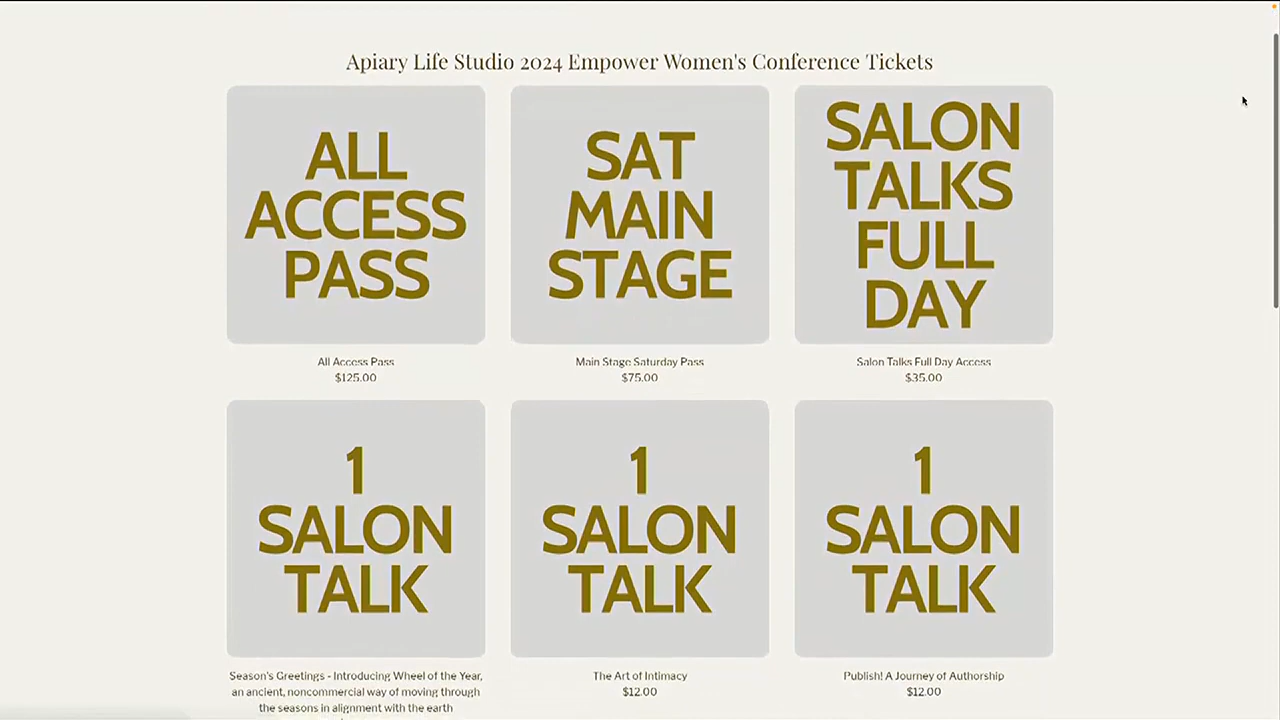 Apiary Life Studio 2024 Empower Women's Conference Tickets
ALL
ACCESS
PASS
SAT
MAIN
STAGE
SALON
TALKS
FULL
DAY
All Access Pass
$125.00
Main Stage Saturday Pass
$75.00
Salon Talks Full Day Access
$35.00
1
SALON
TALK
1
SALON
TALK
1
SALON
TALK
Season's Greetings - Introducing Wheel of the Year,
an ancient, noncommercial way of moving through
the seasons in alignment with the earth
The Art of Intimacy
$12.00
Publish! A Journey of Authorship
$12.00